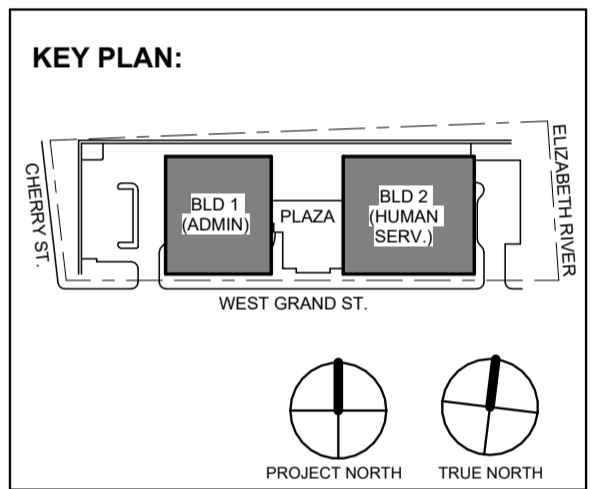 KEY PLAN:
CHERRY ST.
BLD 1
(ADMIN)
PLAZA
BLD 2
(HUMAN
SERV.)
ELIZABETH RIVER
WEST GRAND ST.
PROJECT NORTH
TRUE NORTH